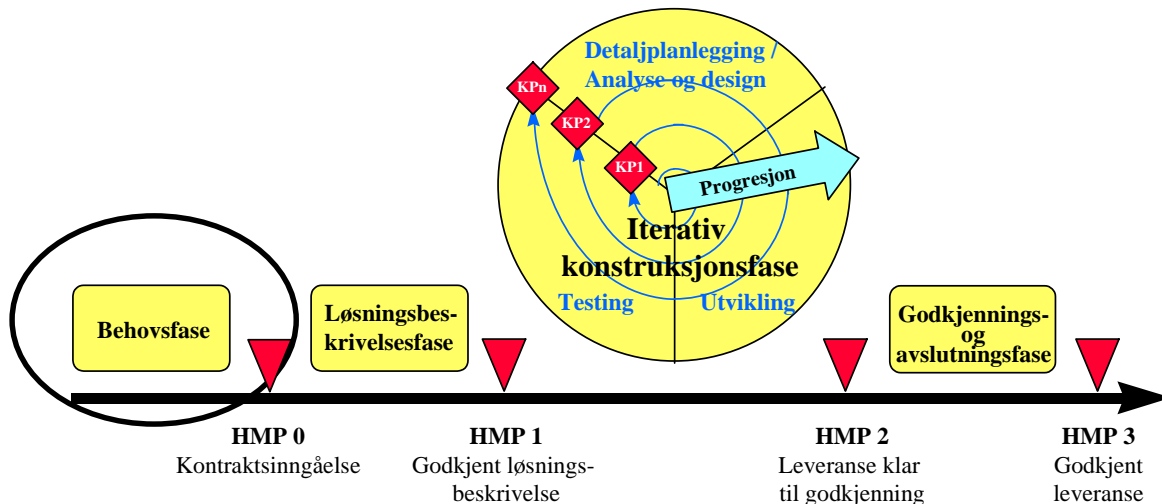 Detaljplanlegging /
Analyse og design
KPn
KP2
KP1
Progresjon
Iterativ
konstruksjonsfase
Testing
Utvikling
Behovsfase
Løsningsbes-
krivelsesfase
Godkjennings-
og
avslutningsfase
HMP 0
Kontraktsinngåelse
HMP 1
Godkjent løsnings-
beskrivelse
HMP 2
Leveranse klar
til godkjenning
HMP 3
Godkjent
leveranse